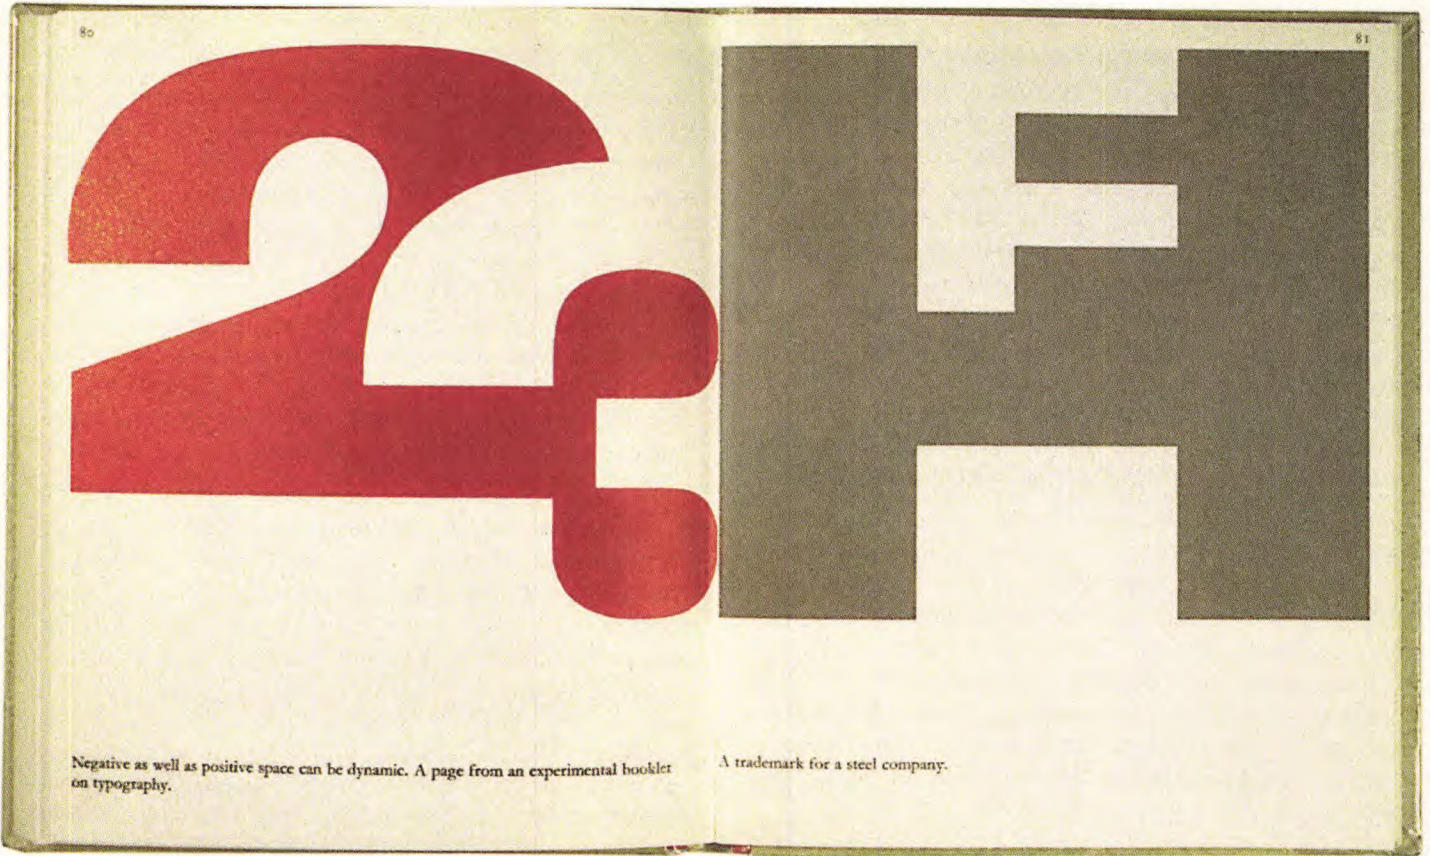 80
81
23
H
Negative as well as positive space can be dynamic. A page from an experimental booklet
on typography.
A trademark for a steel company.